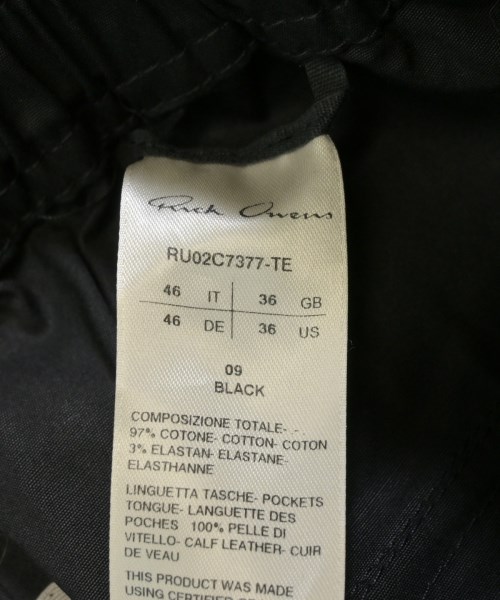 Rick Owens
RU02C7377-TE
46 IT 36 GB
46 DE 36 US
09
BLACK
COMPOSIZIONE TOTALE- .- .
97% COTONE- COTTON- COTON
3% ELASTAN- ELASTANE-
ELASTHANNE
LINGUETTA TASCHE- POCKETS
TONGUE- LANGUETTE DES
POCHES 100% PELLE DI
VITELLO- CALF LEATHER- CUIR
DE VEAU
THIS PRODUCT WAS MADE
USING CERTIFIED